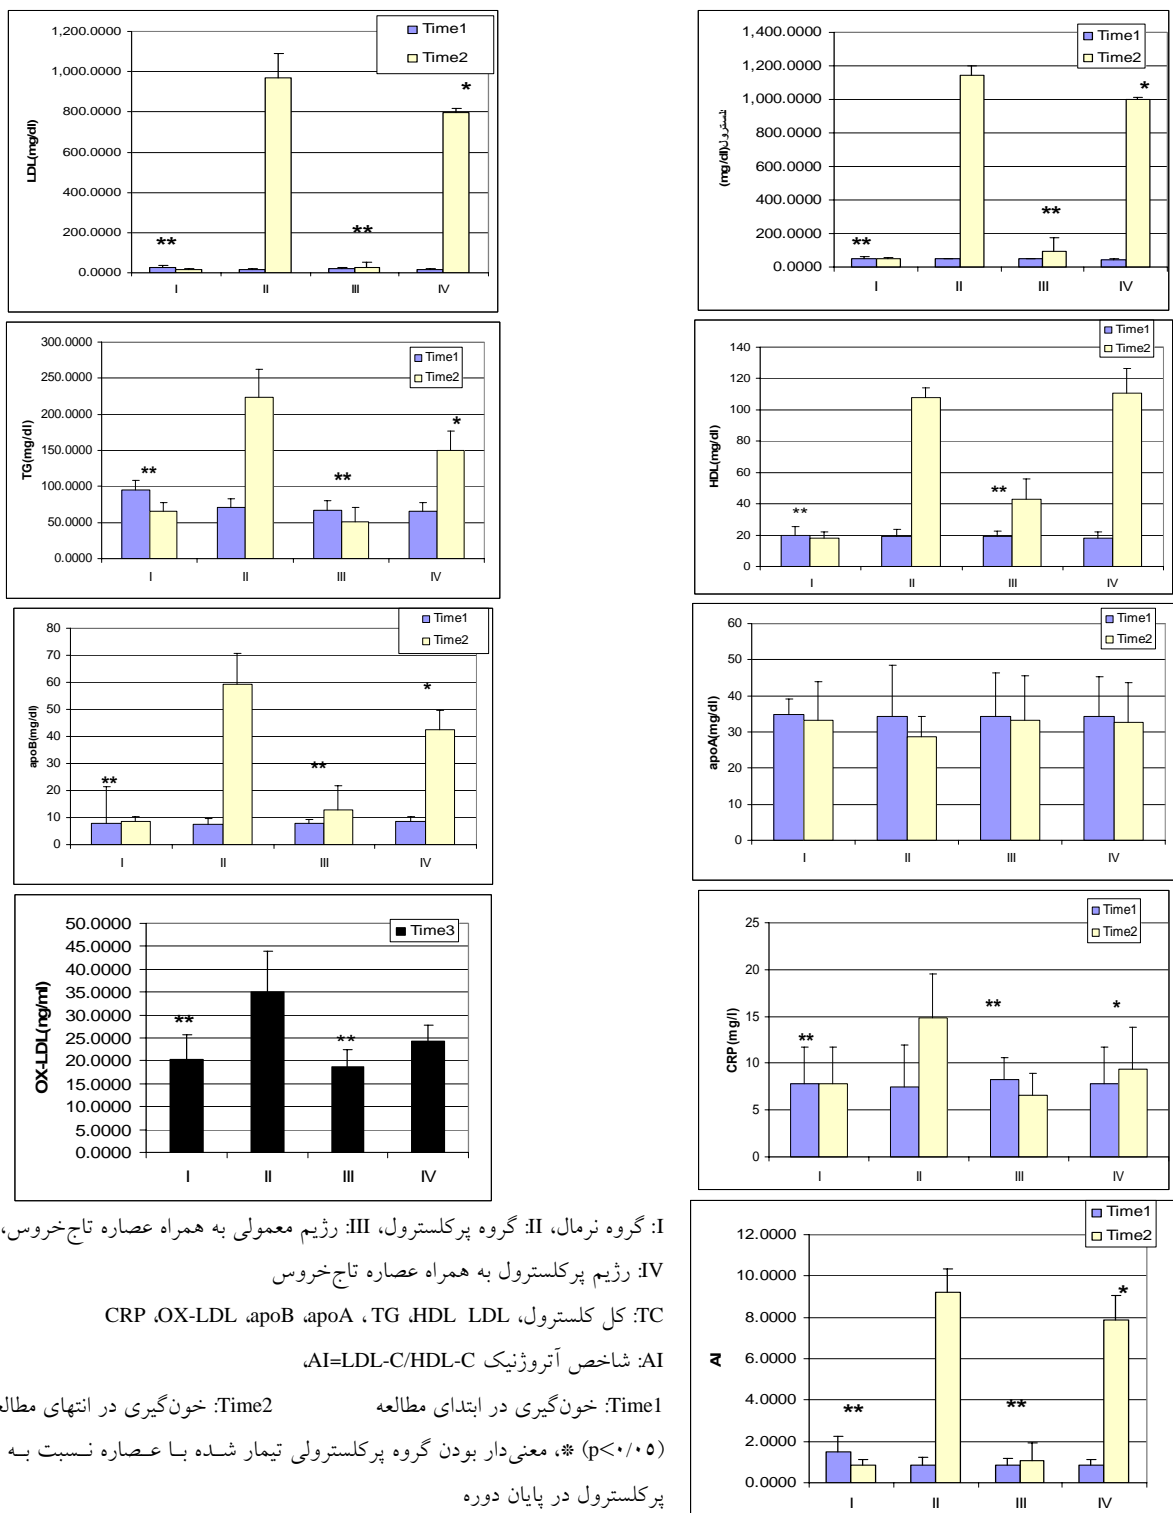 1,200.0000
1,000.0000
800.0000
600.0000
400.0000
200.0000
0.0000
LDL(mg/dl)
Time1
Time2
**
**
*
I II III IV
1,400.0000
1,200.0000
1,000.0000
800.0000
600.0000
400.0000
200.0000
0.0000
(mg/dl)
Time1
Time2
**
**
*
I II III IV
300.0000
250.0000
200.0000
150.0000
100.0000
50.0000
0.0000
TG(mg/dl)
Time1
Time2
**
**
*
I II III IV
140
120
100
80
60
40
20
0
HDL(mg/dl)
Time1
Time2
**
**
I II III IV
80
70
60
50
40
30
20
10
0
apoB(mg/dl)
Time1
Time2
**
**
*
I II III IV
60
50
40
30
20
10
0
apoA(mg/dl)
Time1
Time2
I II III IV
50.0000
45.0000
40.0000
35.0000
30.0000
25.0000
20.0000
15.0000
10.0000
5.0000
0.0000
OX-LDL(ng/ml)
Time3
**
**
I II III IV
25
20
15
10
5
0
CRP(mg/l)
Time1
Time2
**
**
*
I II III IV
12.0000
10.0000
8.0000
6.0000
4.0000
2.0000
0.0000
AI
Time1
Time2
**
**
*
I II III IV
I: گروه نرمال، II: گروه پرکلسترول، III: رژیم معمولی به همراه عصاره تاج‌خروس،
IV: رژیم پرکلسترول به همراه عصاره تاج‌خروس
TC: کل کلسترول، CRP ،OX-LDL ،apoB ،apoA ، TG ،HDL LDL
AI: شاخص آتروژنیک AI=LDL-C/HDL-C،
Time1: خون‌گیری در ابتدای مطالعه Time2: خون‌گیری در انتهای
(p<۰/۰۵) *، معنی‌دار بودن گروه پرکلسترولی تیمار شده با عصاره نسبت به
پرکلسترول در پایان دوره